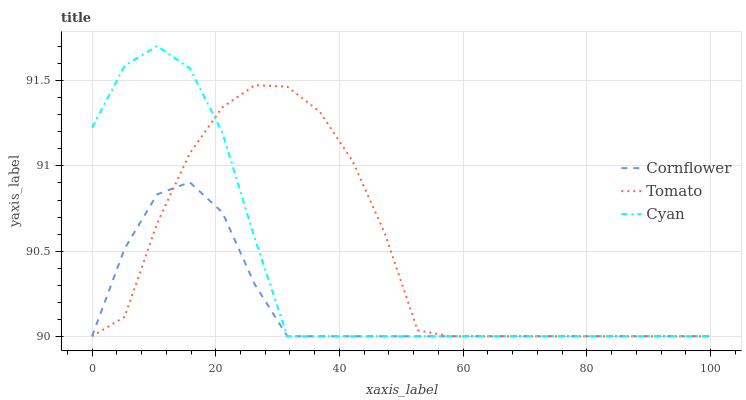 title
yaxis_label
91.5
91
90.5
90
0
20
40
60
80
100
xaxis_label
Cornflower
Tomato
Cyan